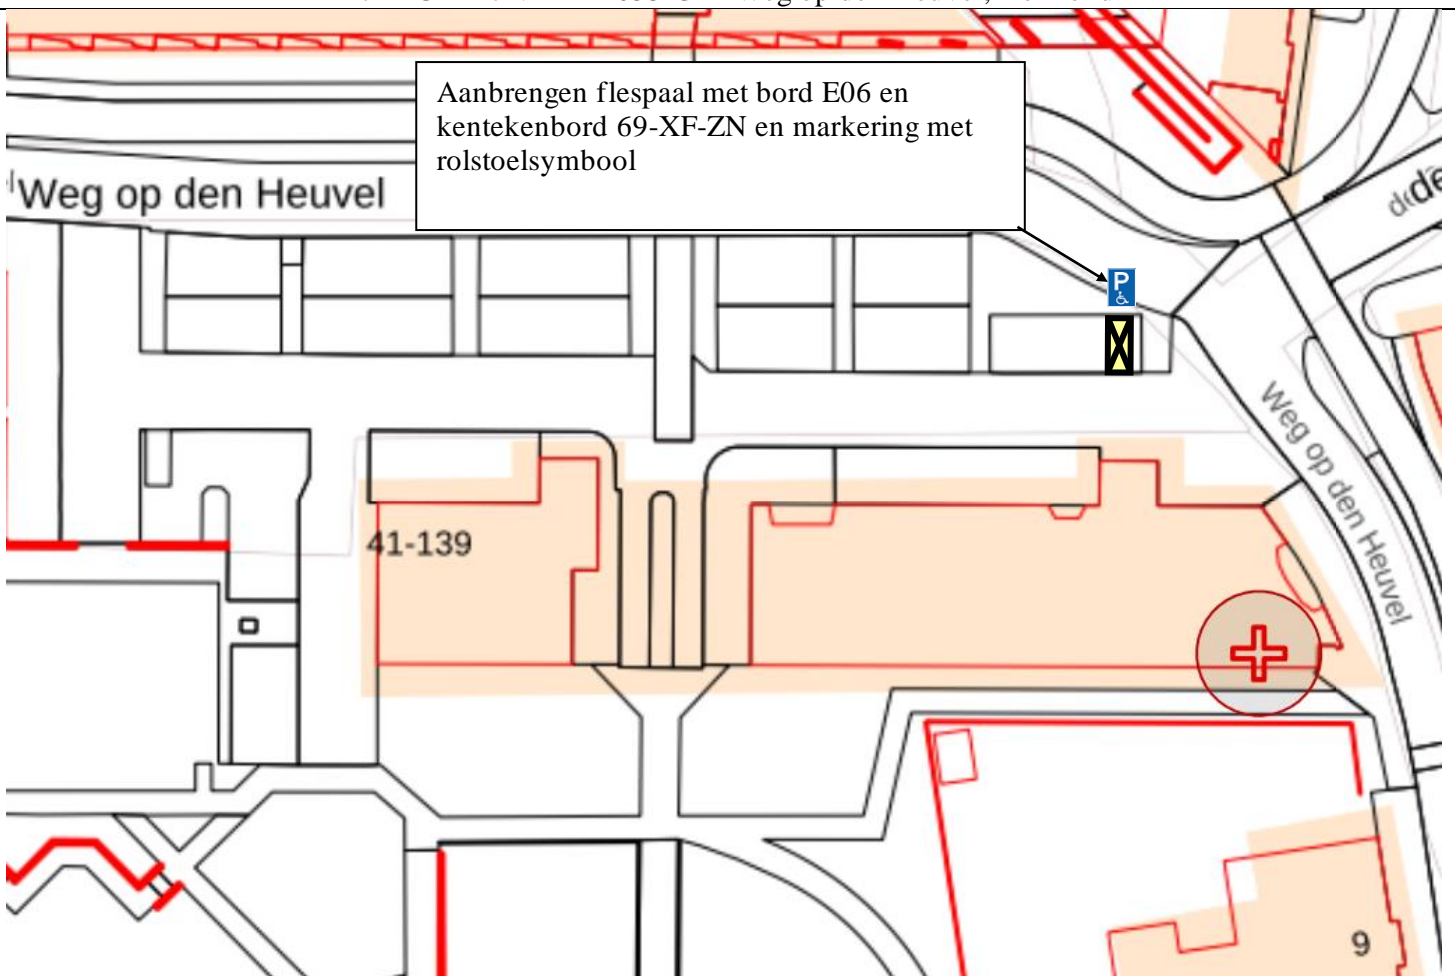 Aanbrengen flespaal met bord E06 en
kentekenbord 69-XF-ZN en markering met
rolstoelsymbool
Weg op den Heuvel
P
Weg op den Heuvel
41-139
9